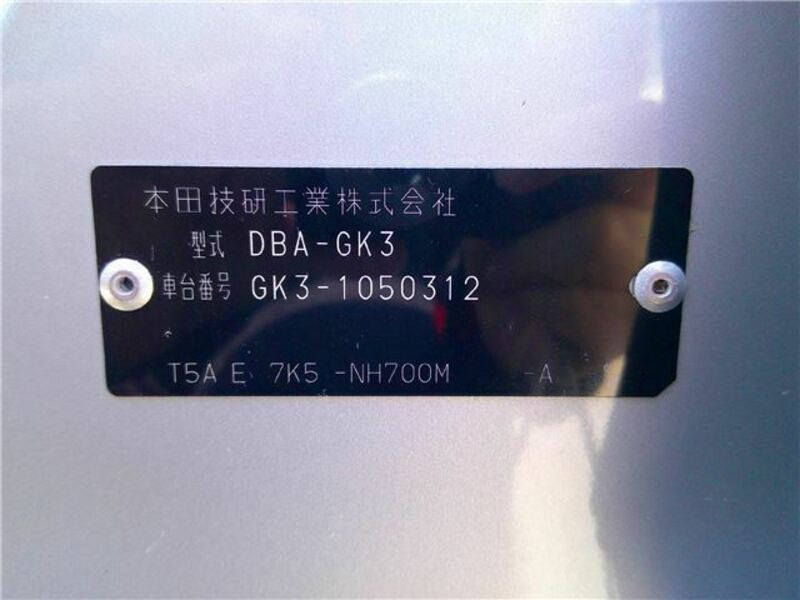 本田技研工業株式会社
型式 DBA-GK3
車台番号 GK3-1050312
T5A E 7K5 -NH700M -A